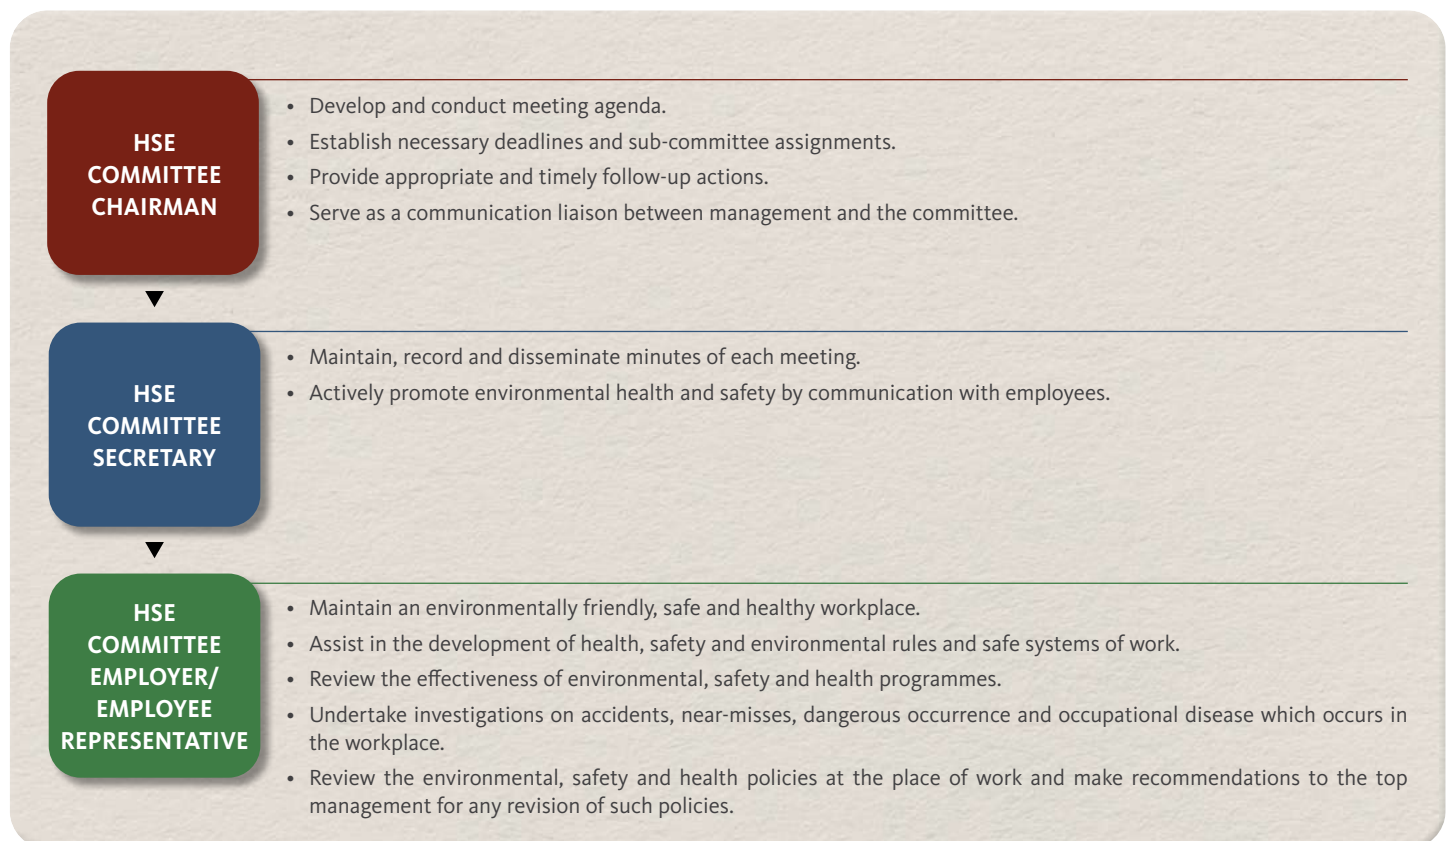 HSE
COMMITTEE
CHAIRMAN
• Develop and conduct meeting agenda.
• Establish necessary deadlines and sub-committee assignments.
• Provide appropriate and timely follow-up actions.
• Serve as a communication liaison between management and the committee.
HSE
COMMITTEE
SECRETARY
• Maintain, record and disseminate minutes of each meeting.
• Actively promote environmental health and safety by communication with employees.
HSE
COMMITTEE
EMPLOYER/
EMPLOYEE
REPRESENTATIVE
• Maintain an environmentally friendly, safe and healthy workplace.
• Assist in the development of health, safety and environmental rules and safe systems of work.
• Review the effectiveness of environmental, safety and health programmes.
• Undertake investigations on accidents, near-misses, dangerous occurrence and occupational disease which occurs in
the workplace.
• Review the environmental, safety and health policies at the place of work and make recommendations to the top
management for any revision of such policies.